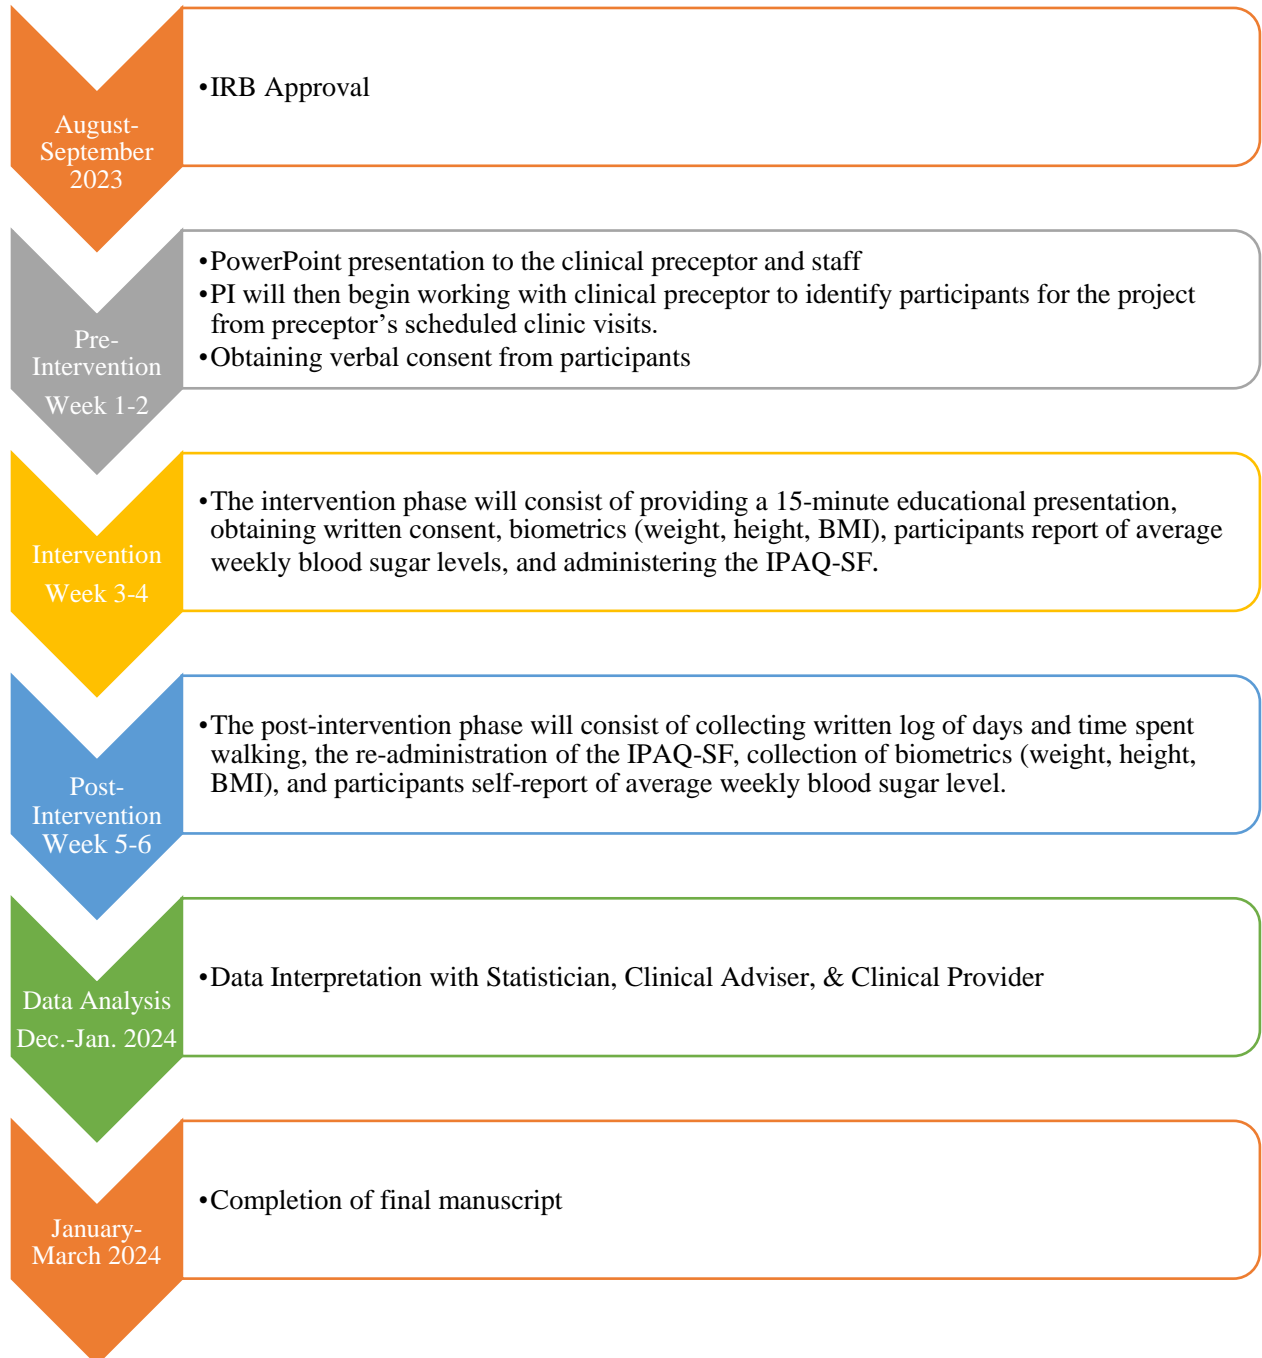 August-
September
2023
•IRB Approval
Pre-
Intervention
Week 1-2
•PowerPoint presentation to the clinical preceptor and staff
•PI will then begin working with clinical preceptor to identify participants for the project
from preceptor’s scheduled clinic visits.
•Obtaining verbal consent from participants
Intervention
Week 3-4
•The intervention phase will consist of providing a 15-minute educational presentation,
obtaining written consent, biometrics (weight, height, BMI), participants report of average
weekly blood sugar levels, and administering the IPAQ-SF.
Post-
Intervention
Week 5-6
•The post-intervention phase will consist of collecting written log of days and time spent
walking, the re-administration of the IPAQ-SF, collection of biometrics (weight, height,
BMI), and participants self-report of average weekly blood sugar level.
Data Analysis
Dec.-Jan. 2024
•Data Interpretation with Statistician, Clinical Adviser, & Clinical Provider
January-
March 2024
•Completion of final manuscript